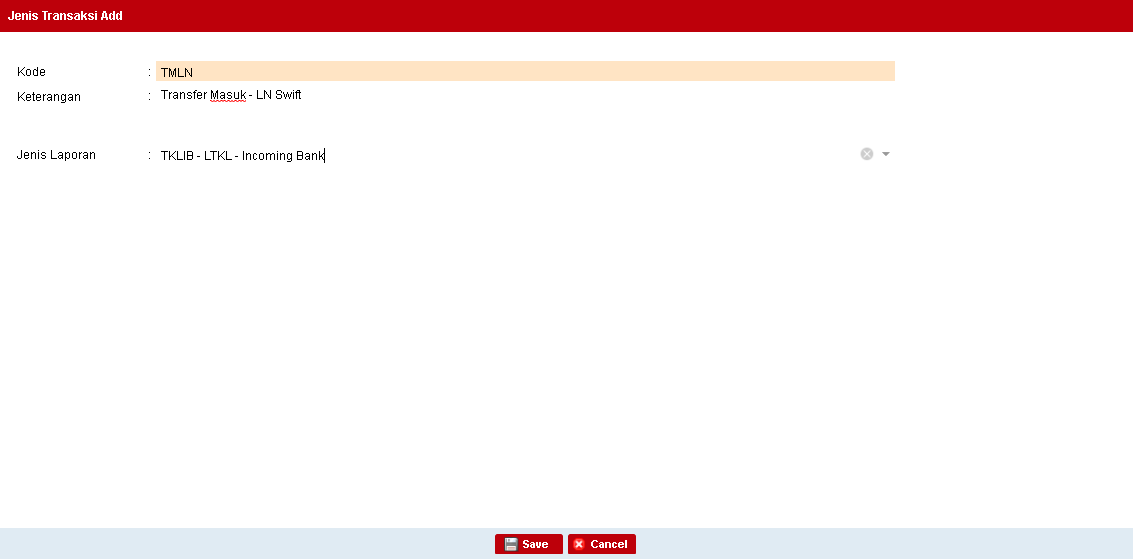 Jenis Transaksi Add
Kode : TMLN
Keterangan : Transfer Masuk - LN Swift
Jenis Laporan : TKLIB - LTKL - Incoming Bank
Save Cancel